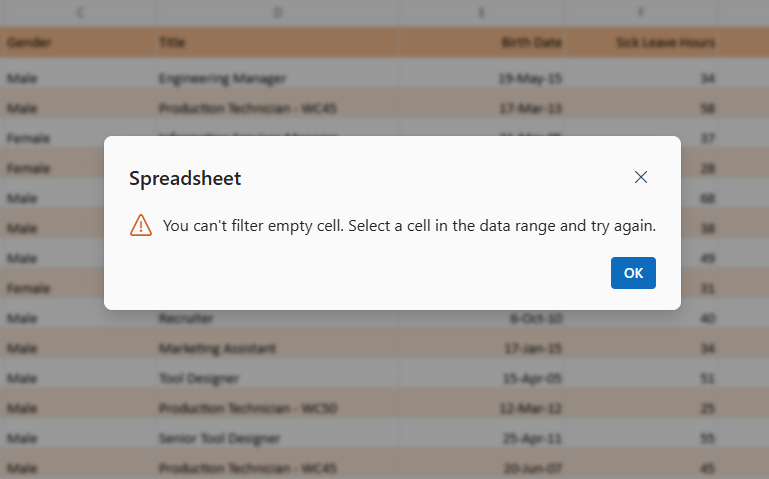 C D E F
Gender Title Birth Date Sick Leave Hours
Male Engineering Manager 19-May-15 34
Male Production Technician - WC45 17-Mar-13 58
Female 37
Spreadsheet
Female 28
Male 68
You can't filter empty cell. Select a cell in the data range and try again.
Male 38
Male 49
OK
Female 31
Male Recruiter 6-Oct-10 40
Male Marketing Assistant 17-Jan-15 34
Male Tool Designer 15-Apr-05 51
Male Production Technician - WC50 12-Mar-12 25
Male Senior Tool Designer 25-Apr-11 55
Male Production Technician - WC45 20-Jun-07 45